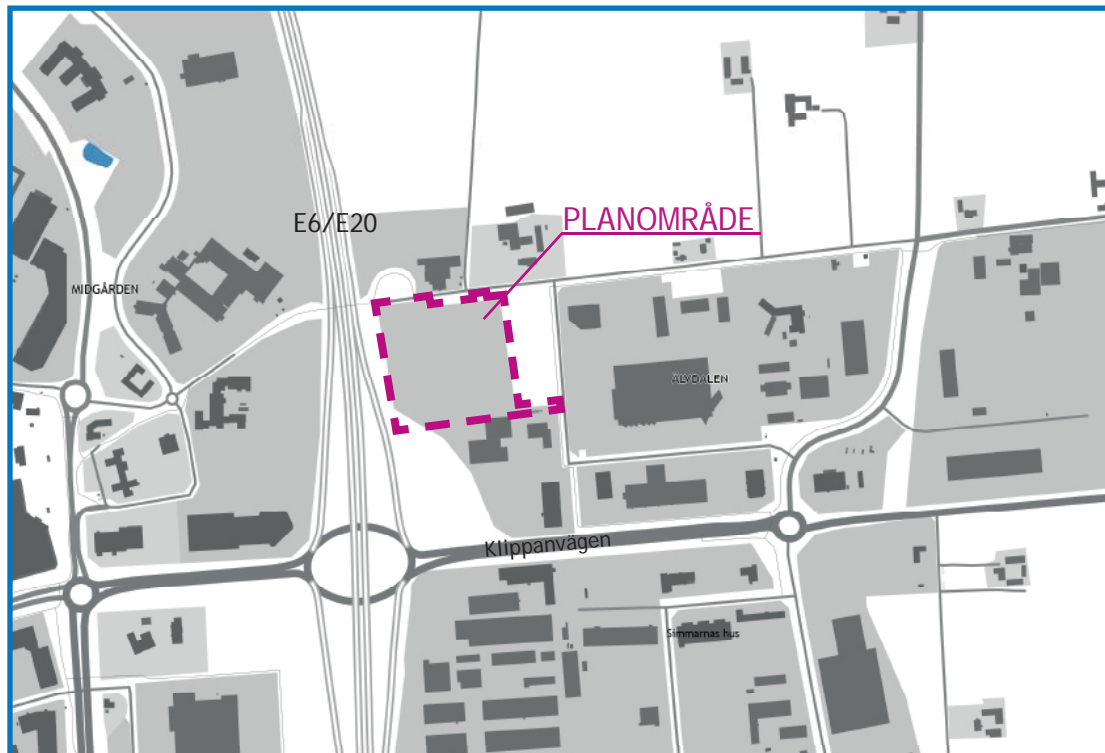 E6/E20
PLANOMRÅDE
MIDGÅRDEN
ÄLVDALEN
Klippanvägen
Simmarnas hus